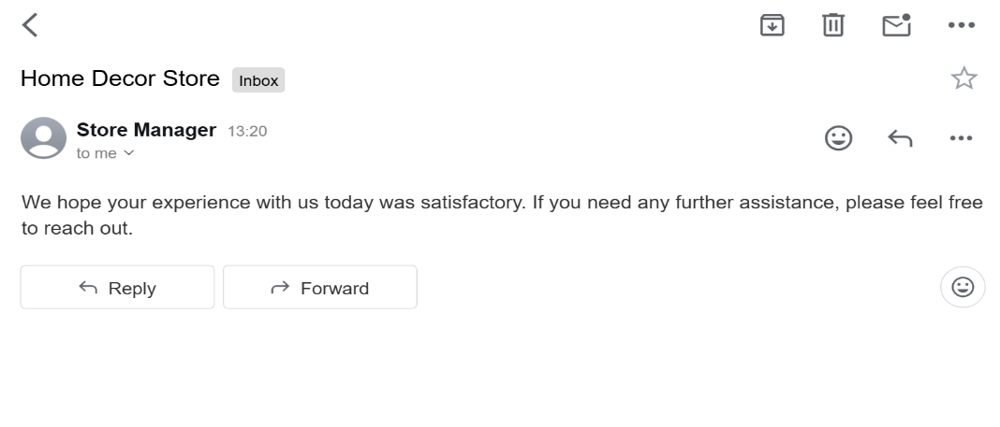 Home Decor Store Inbox
Store Manager 13:20
to me
We hope your experience with us today was satisfactory. If you need any further assistance, please feel free
to reach out.
Reply Forward